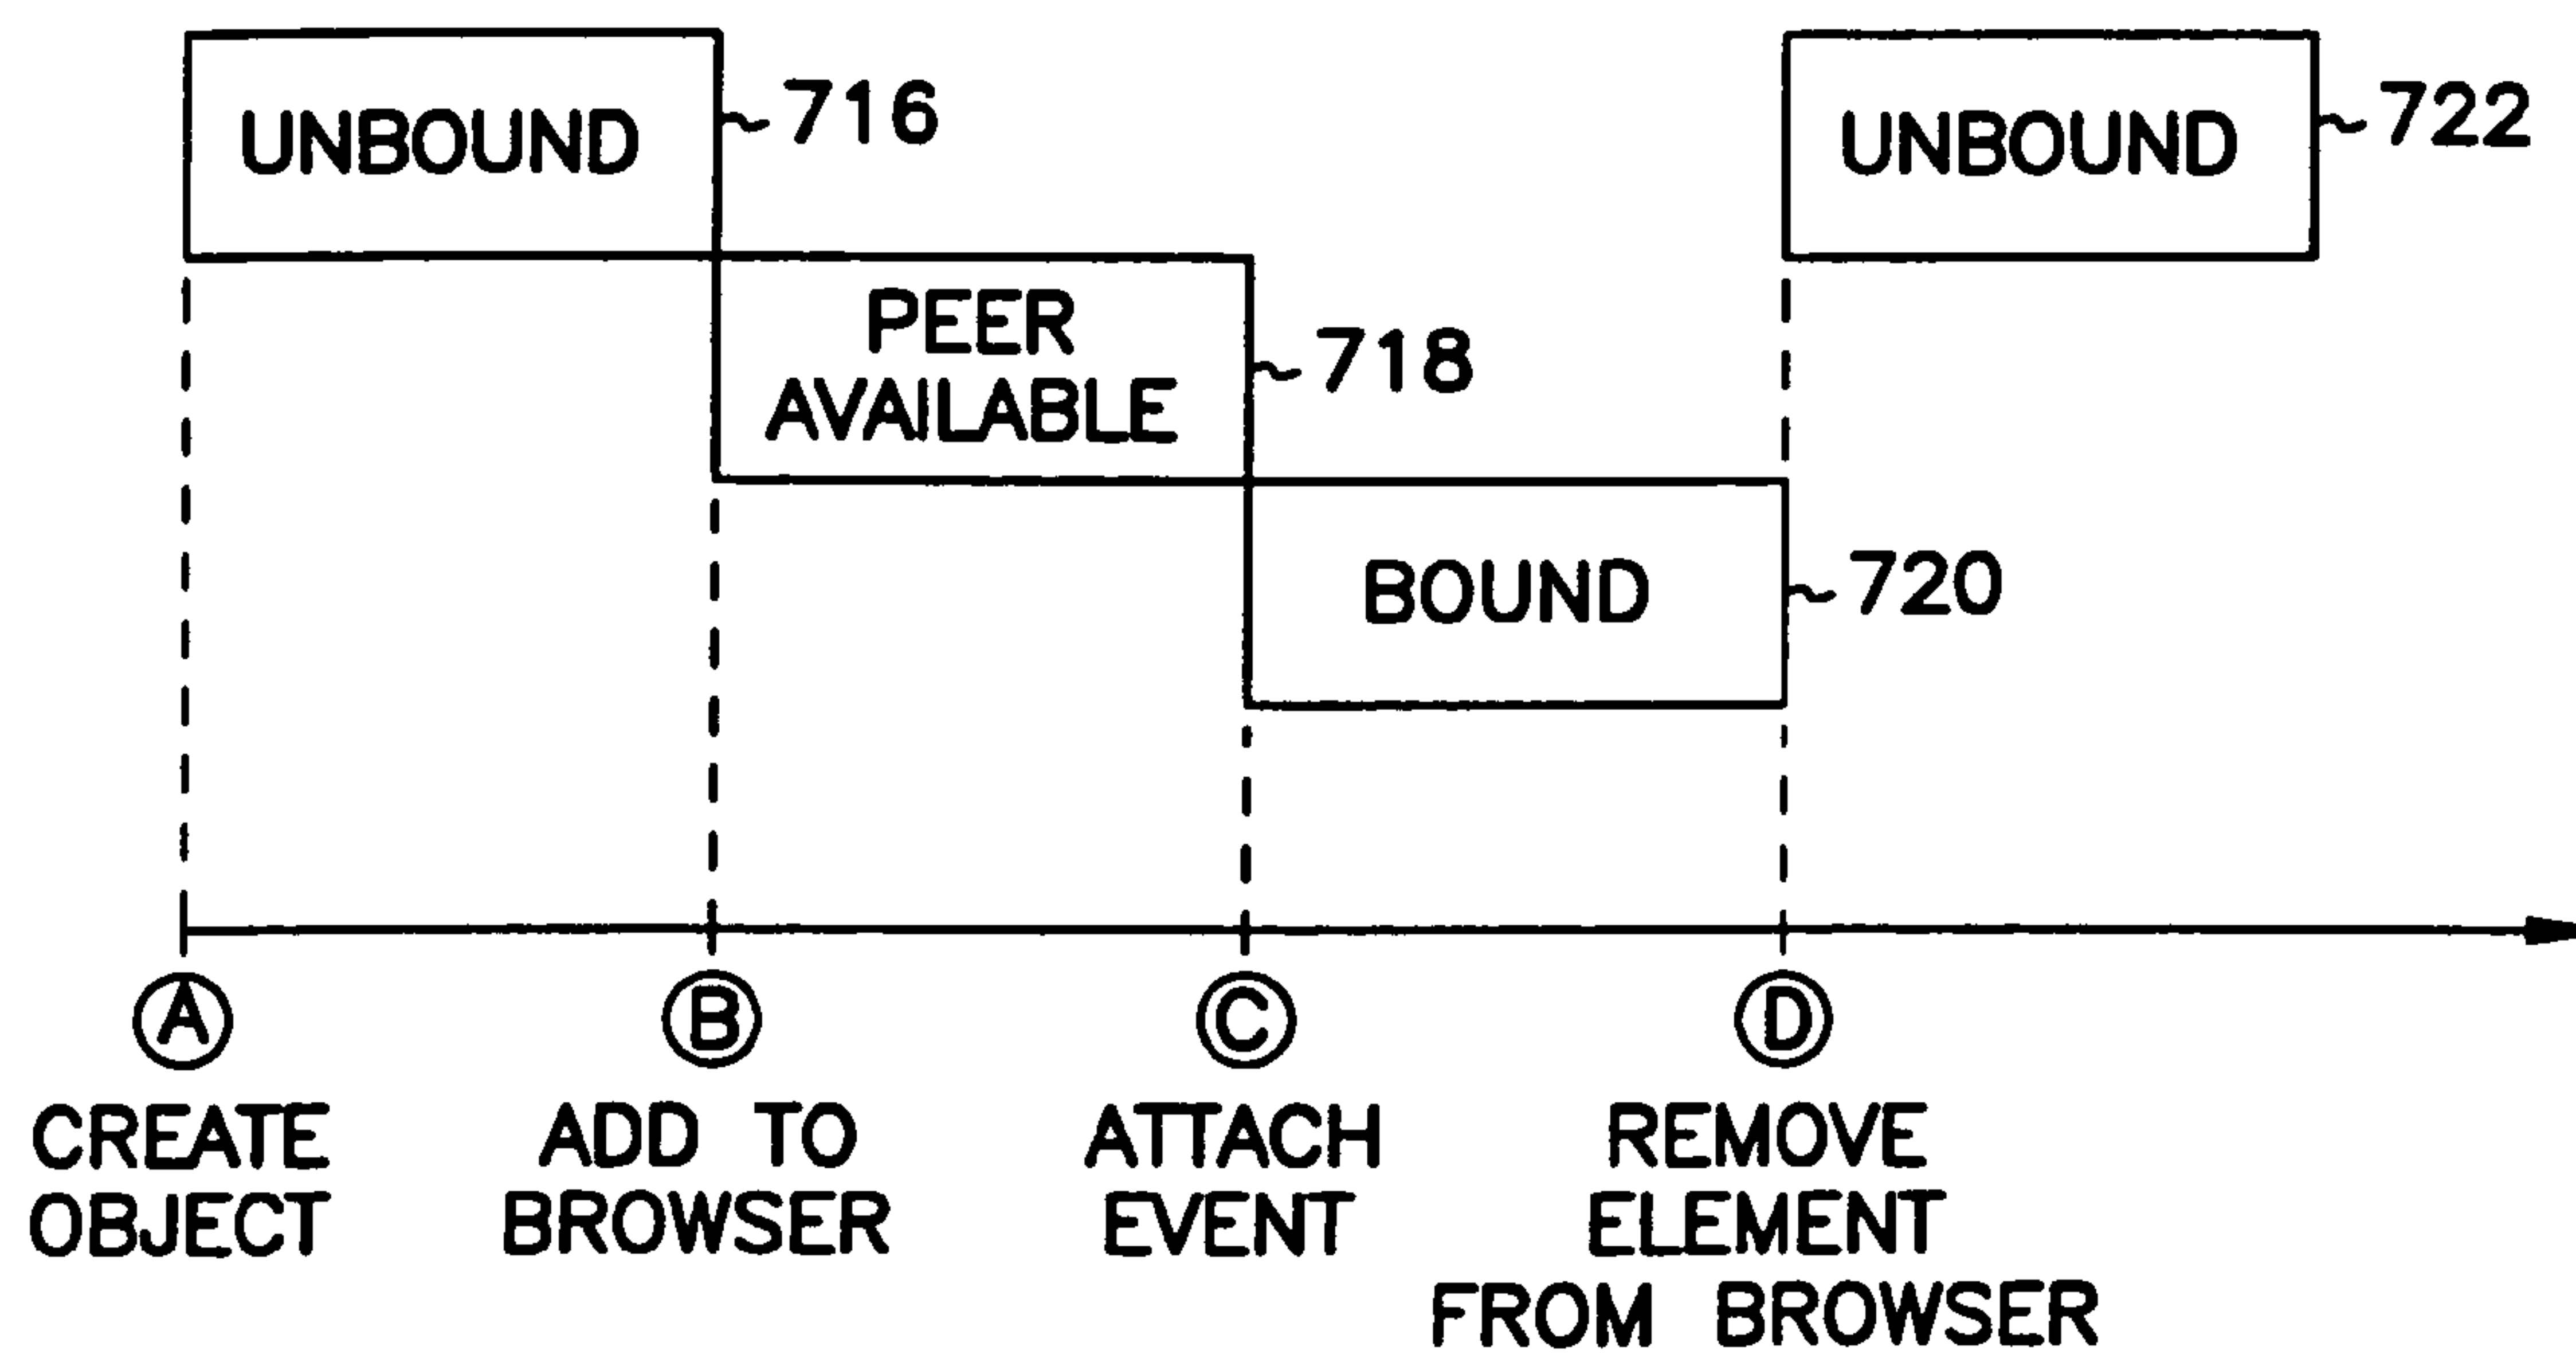 UNBOUND
716
UNBOUND
722
PEER
AVAILABLE
718
BOUND
720
A
B
C
D
CREATE
OBJECT
ADD TO
BROWSER
ATTACH
EVENT
REMOVE
ELEMENT
FROM BROWSER